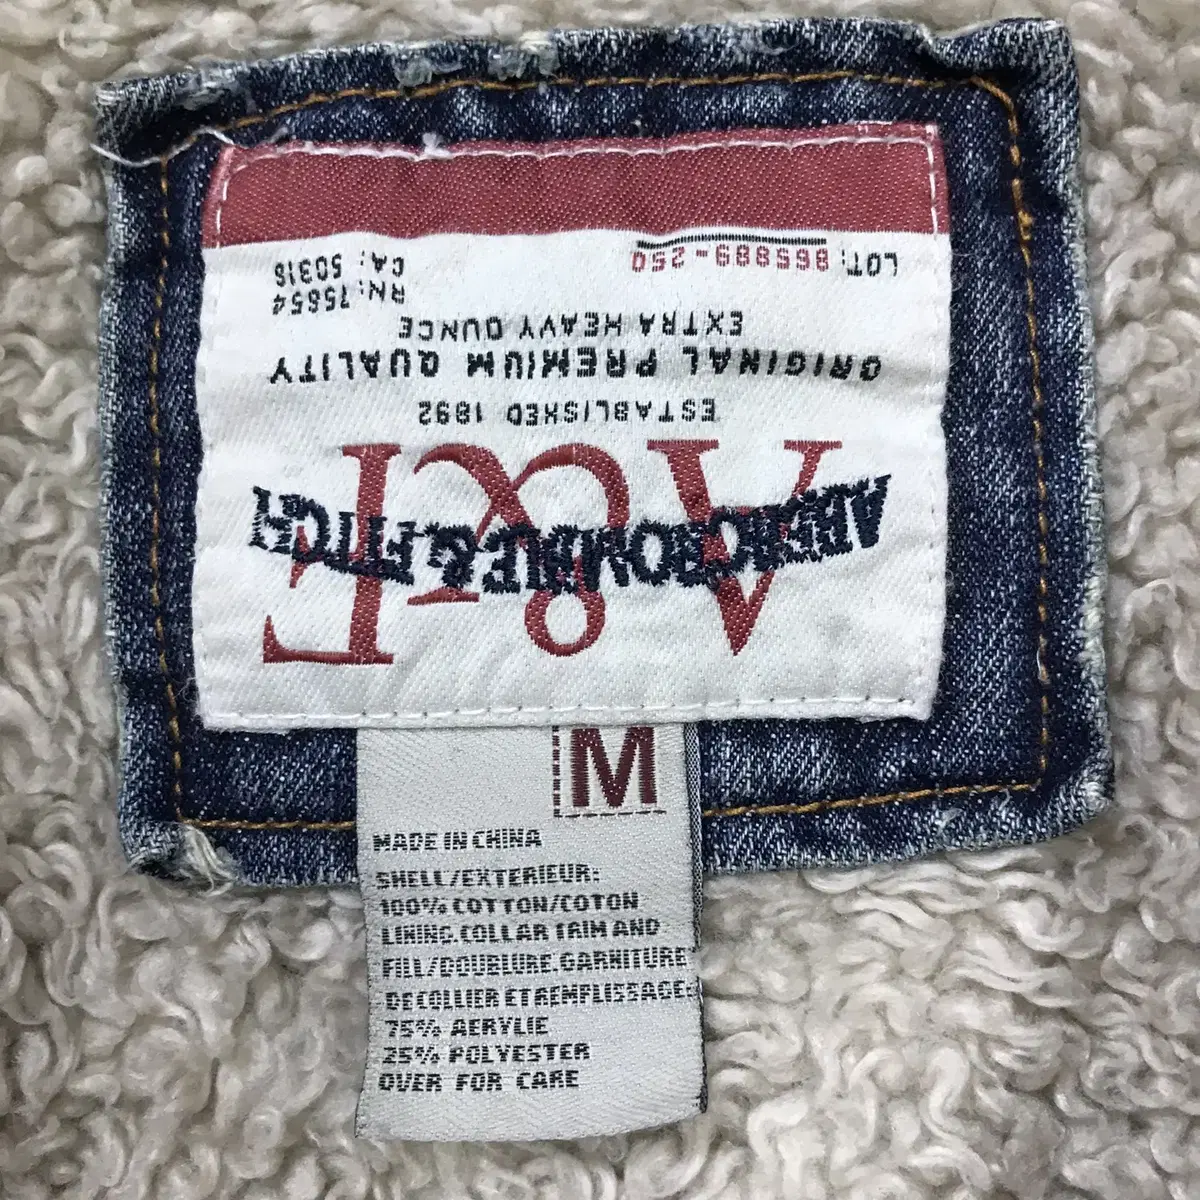 A&F
ABERCROMBIE & FITCH
ESTABLISHED 1892
ORIGINAL PREMIUM QUALITY
EXTRA HEAVY OUNCE
LOT: 865889-250
RN: 75654
CA: 50316
M
MADE IN CHINA
SHELL/EXTERIEUR:
100% COTTON/COTON
LINING.COLLAR TRIM AND
FILL/DOUBLURE.GARNITURE
DE COLLIER ET REMPLISSAGE:
75% AERYLIE
25% POLYESTER
OVER FOR CARE